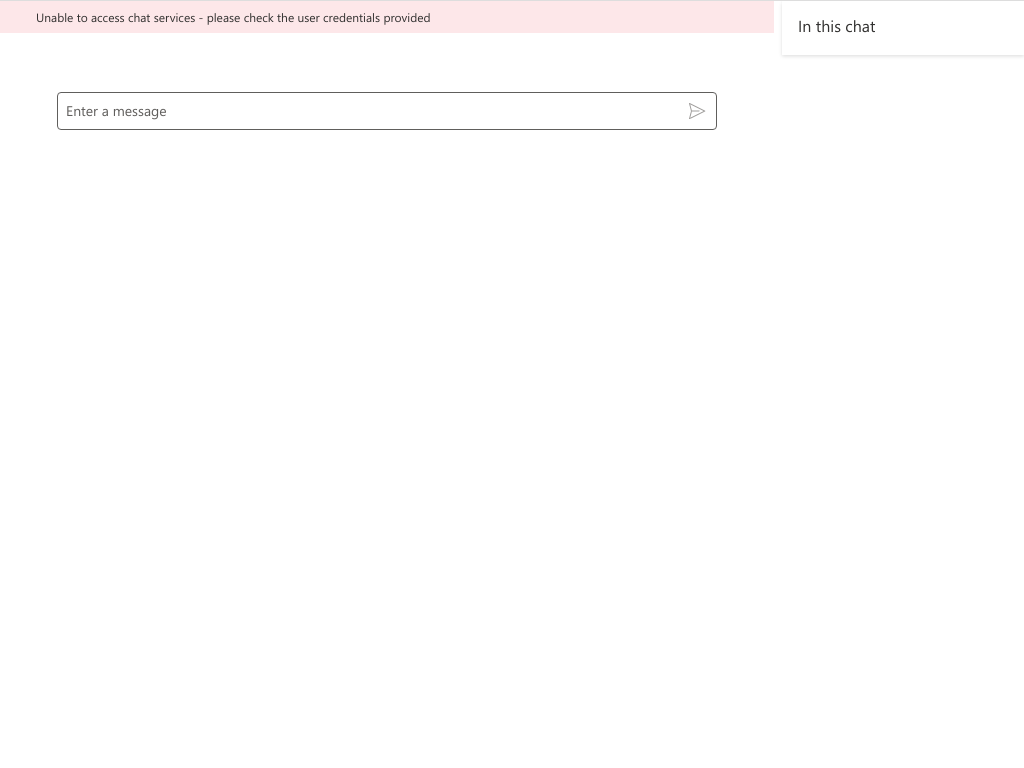 Unable to access chat services - please check the user credentials provided
In this chat
Enter a message